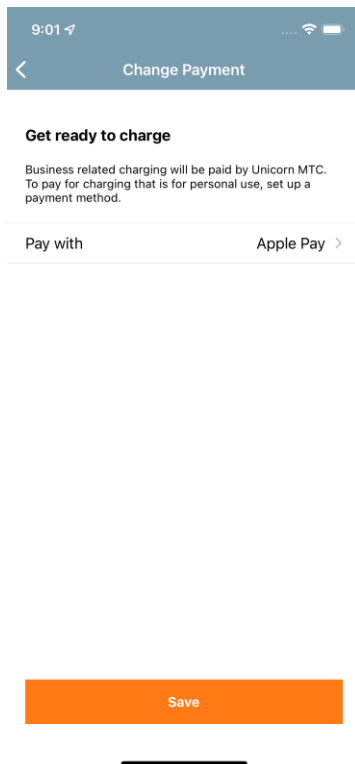 9:01
Change Payment
Get ready to charge
Business related charging will be paid by Unicorn MTC.
To pay for charging that is for personal use, set up a
payment method.
Pay with Apple Pay
Save